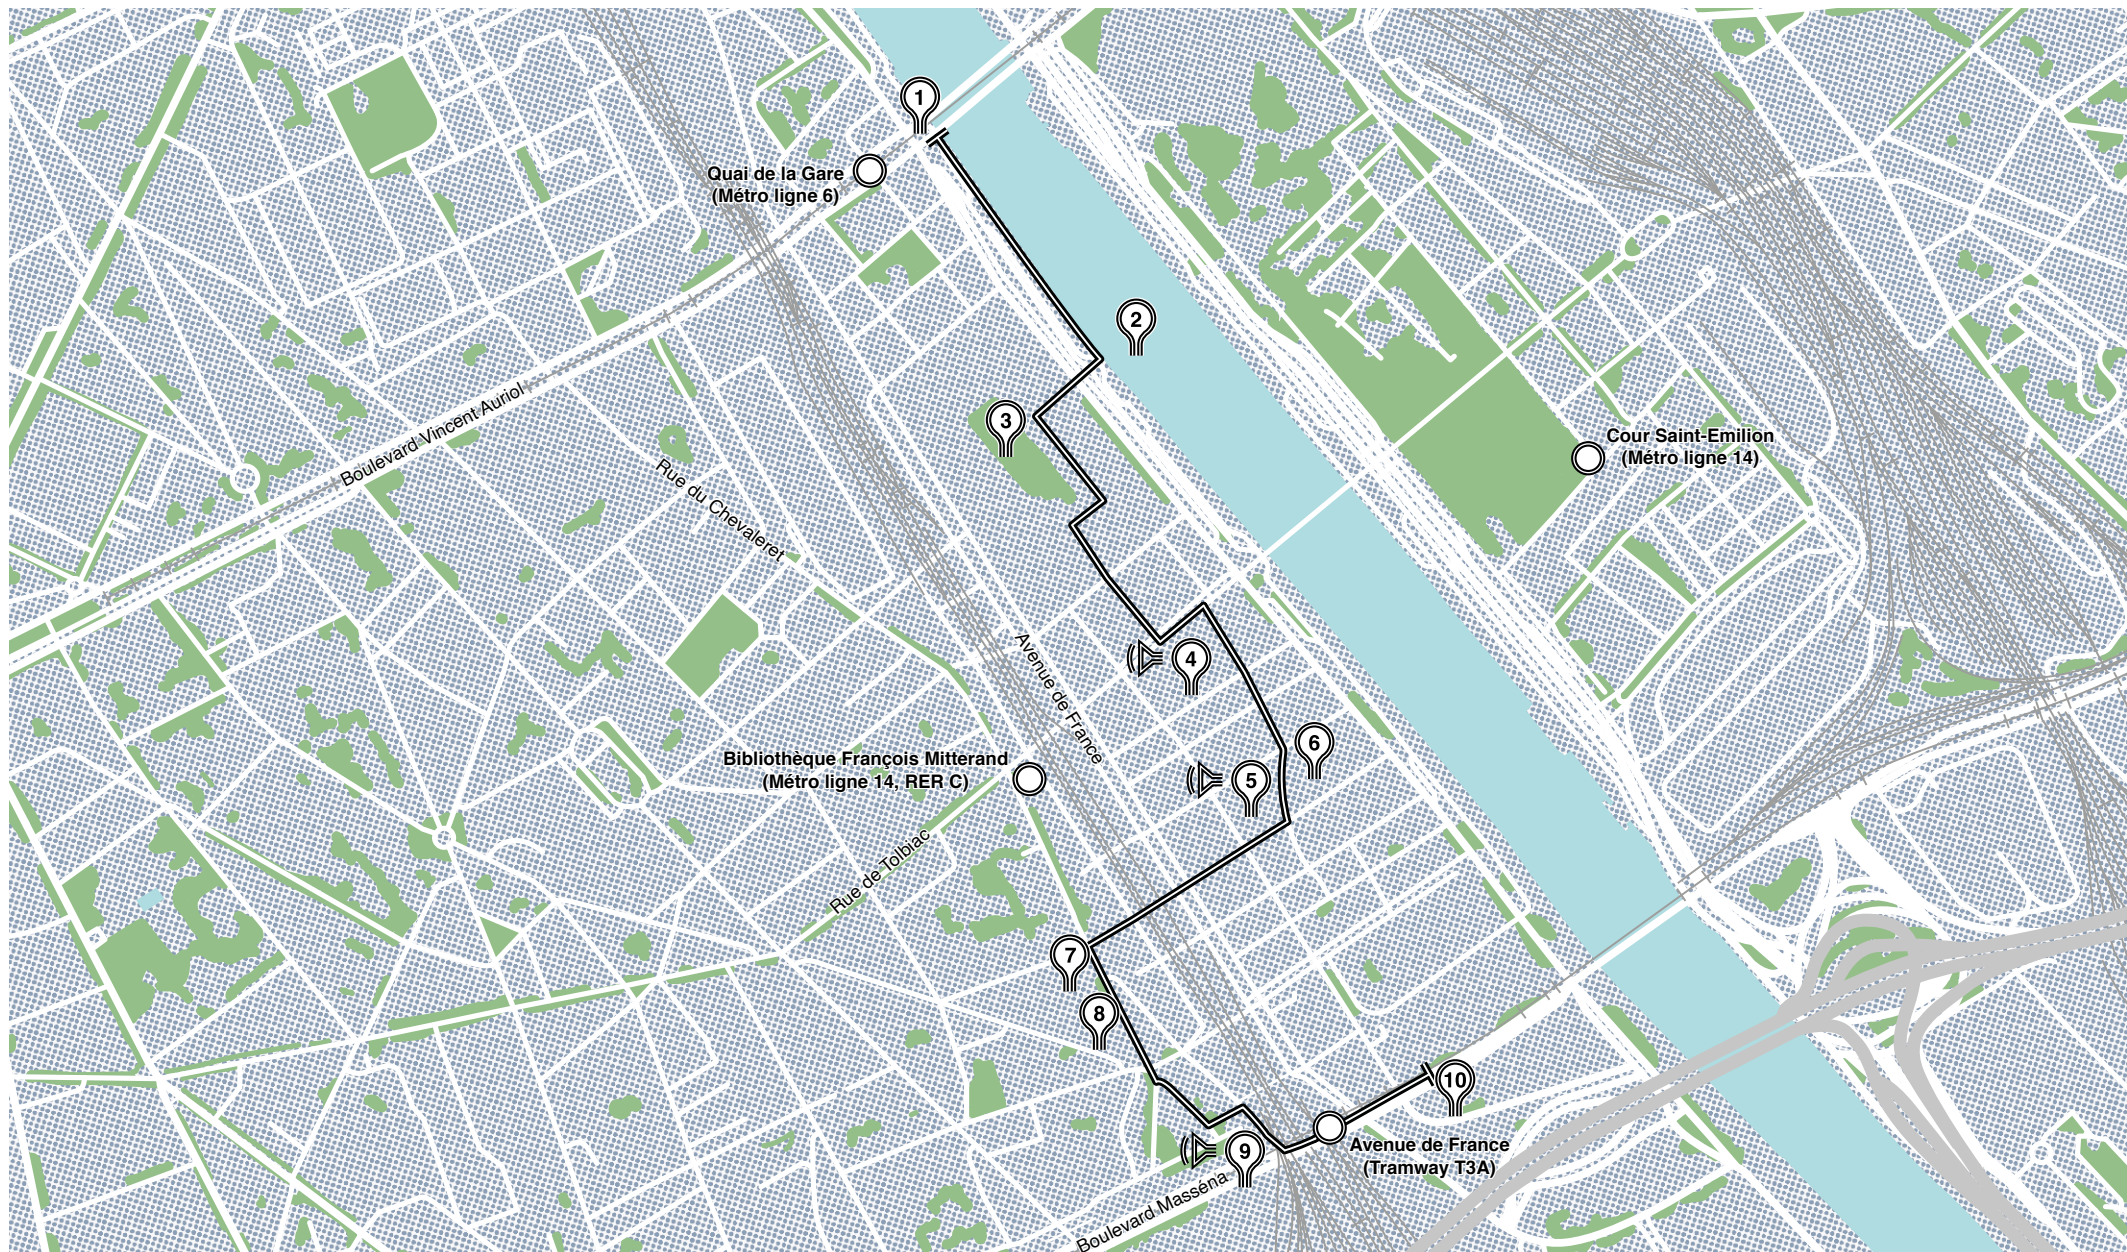 1
Quai de la Gare
(Métro ligne 6)
2
Boulevard Vincent Auriol
3
Cour Saint-Emilion
(Métro ligne 14)
Rue du Chevaleret
4
Avenue de France
6
Bibliothèque François Mitterand
(Métro ligne 14, RER C)
5
Rue de Tolbiac
7
8
10
Avenue de France
(Tramway T3A)
9
Boulevard Masséna